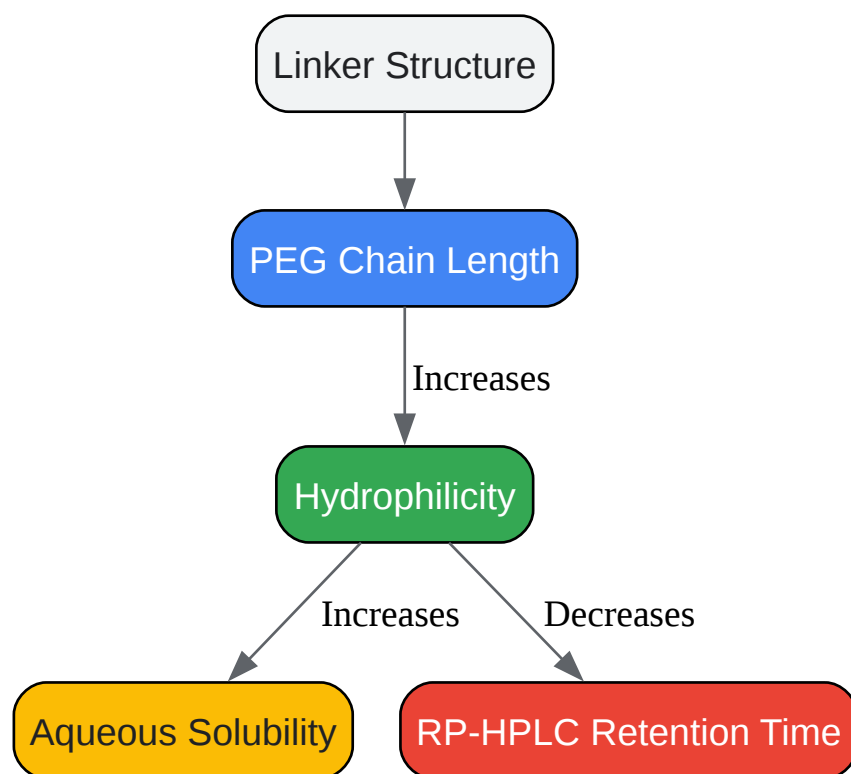 Linker Structure
PEG Chain Length
Increases
Hydrophilicity
Increases
Decreases
Aqueous Solubility
RP-HPLC Retention Time